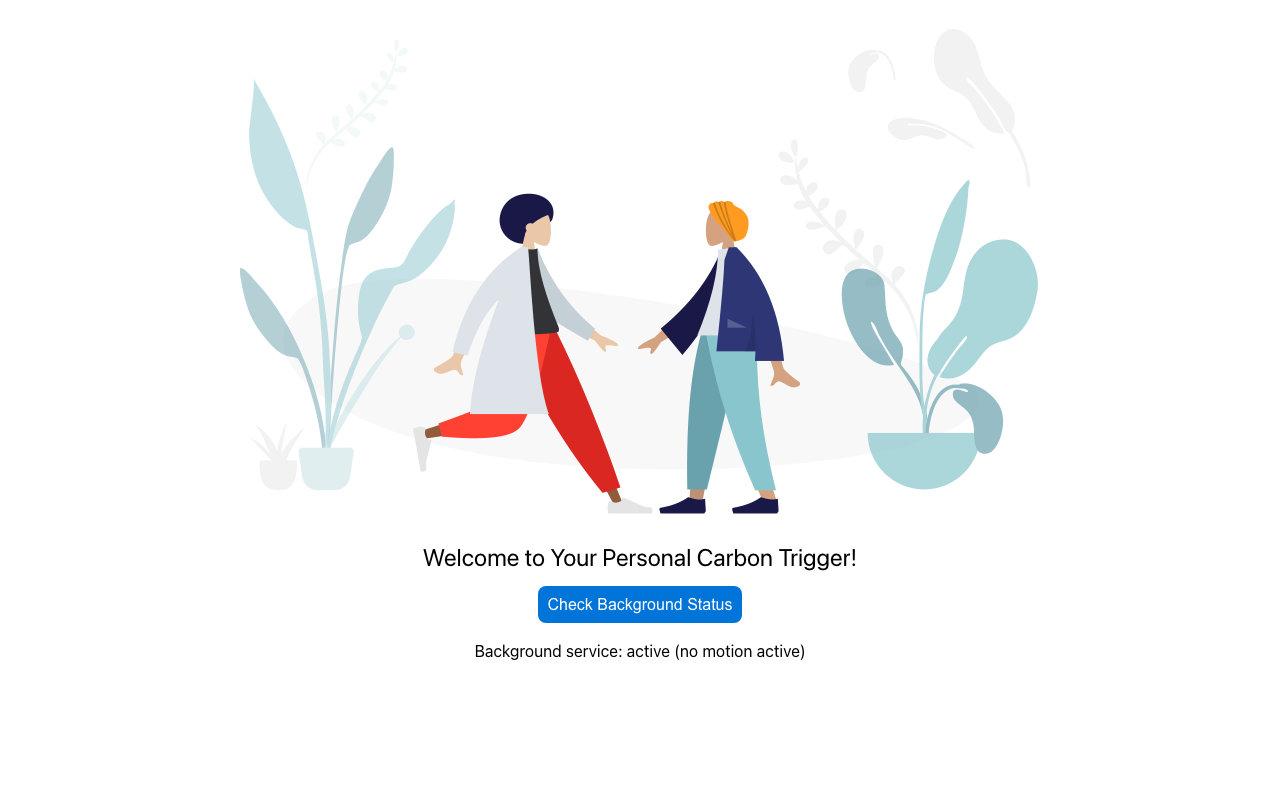 Welcome to Your Personal Carbon Trigger!
Check Background Status
Background service: active (no motion active)